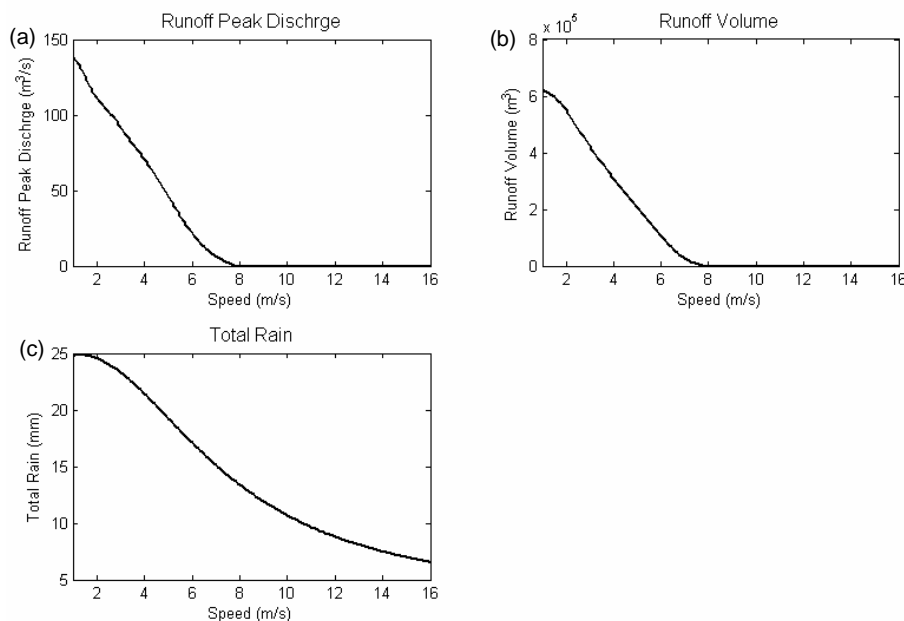 (a)
Runoff Peak Dischrge
150
100
50
0
Runoff Peak Dischrge (m³/s)
2 4 6 8 10 12 14 16
Speed (m/s)
(b)
Runoff Volume
8 x 10⁵
6
4
2
0
Runoff Volume (m³)
2 4 6 8 10 12 14 16
Speed (m/s)
(c)
Total Rain
25
20
15
10
5
Total Rain (mm)
2 4 6 8 10 12 14 16
Speed (m/s)